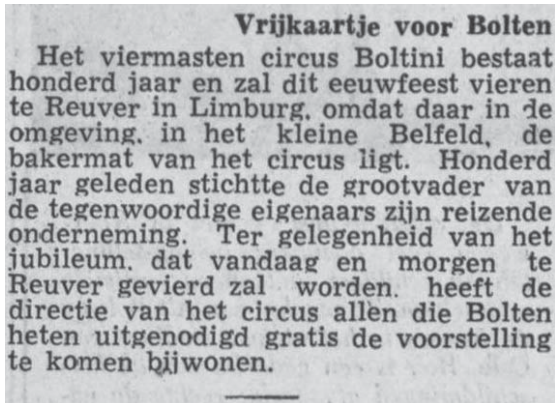 Vrijkaartje voor Bolten
Het viermasten circus Boltini bestaat
honderd jaar en zal dit eeuwfeest vieren
te Reuver in Limburg, omdat daar in de
omgeving, in het kleine Belfeld, de
bakermat van het circus ligt. Honderd
jaar geleden stichtte de grootvader van
de tegenwoordige eigenaars zijn reizende
onderneming. Ter gelegenheid van het
jubileum, dat vandaag en morgen te
Reuver gevierd zal worden, heeft de
directie van het circus allen die Bolten
heten uitgenodigd gratis de voorstelling
te komen bijwonen.